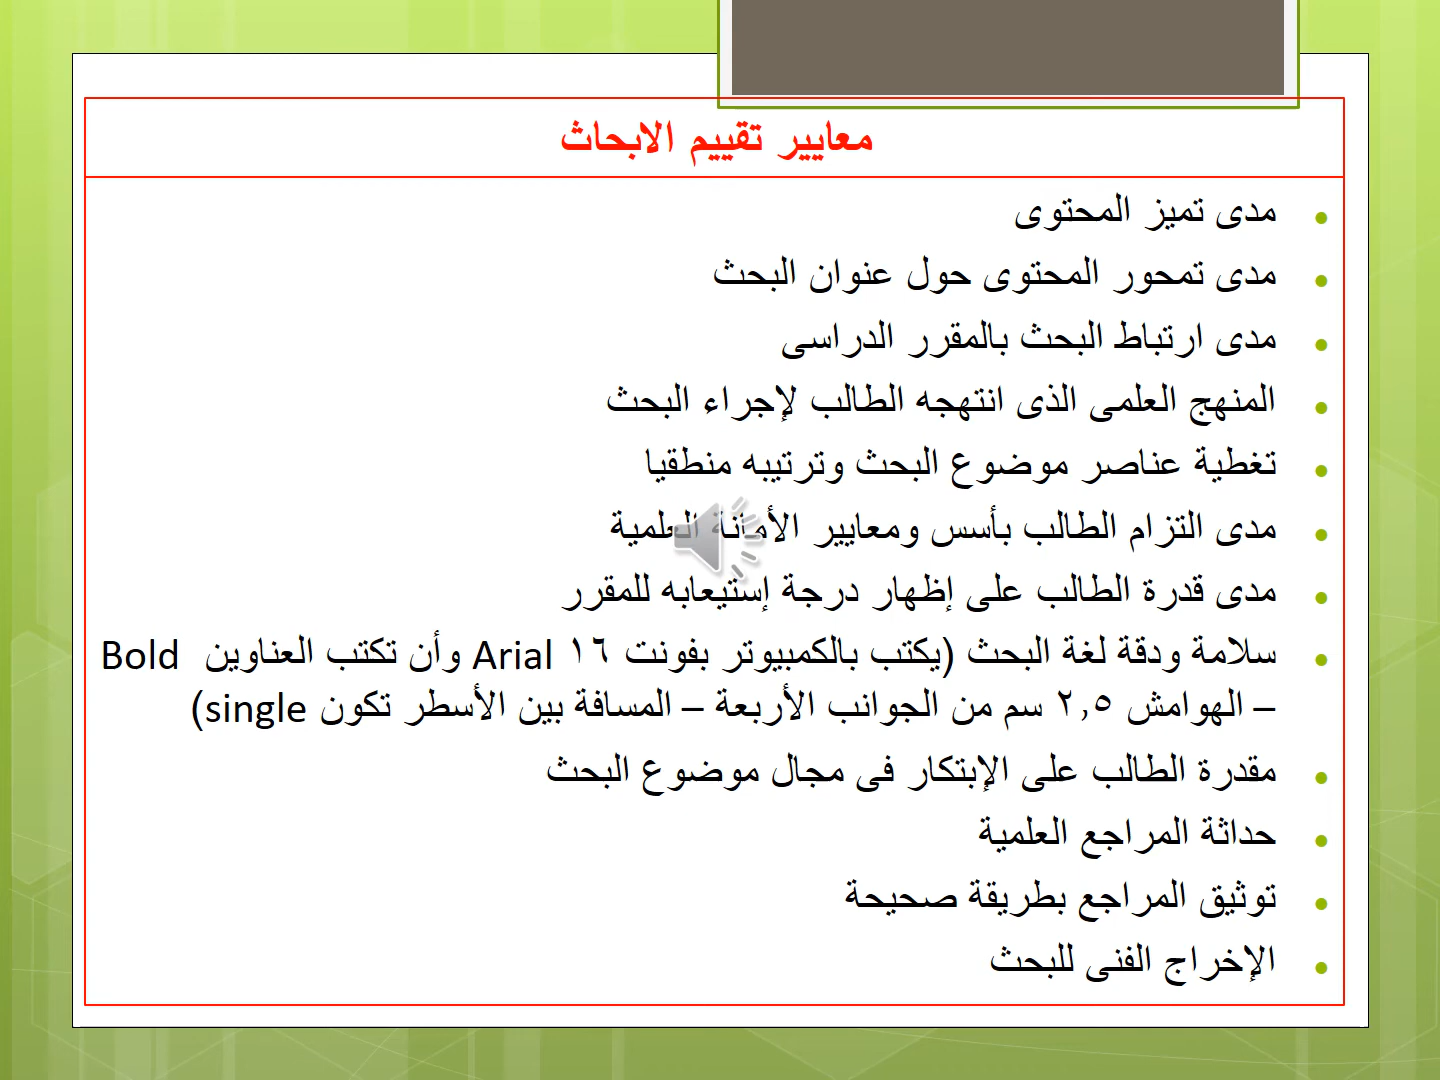 معايير تقييم الابحاث
• مدى تميز المحتوى
• مدى تمحور المحتوى حول عنوان البحث
• مدى ارتباط البحث بالمقرر الدراسى
• المنهج العلمى الذى انتهجه الطالب لإجراء البحث
• تغطية عناصر موضوع البحث وترتيبه منطقيا
• مدى التزام الطالب بأسس ومعايير الأمانة العلمية
• مدى قدرة الطالب على إظهار درجة إستيعابه للمقرر
• سلامة ودقة لغة البحث (يكتب بالكمبيوتر بفونت ١٦ Arial وأن تكتب العناوين Bold
– الهوامش ٢,٥ سم من الجوانب الأربعة – المسافة بين الأسطر تكون single)
• مقدرة الطالب على الإبتكار فى مجال موضوع البحث
• حداثة المراجع العلمية
• توثيق المراجع بطريقة صحيحة
• الإخراج الفنى للبحث